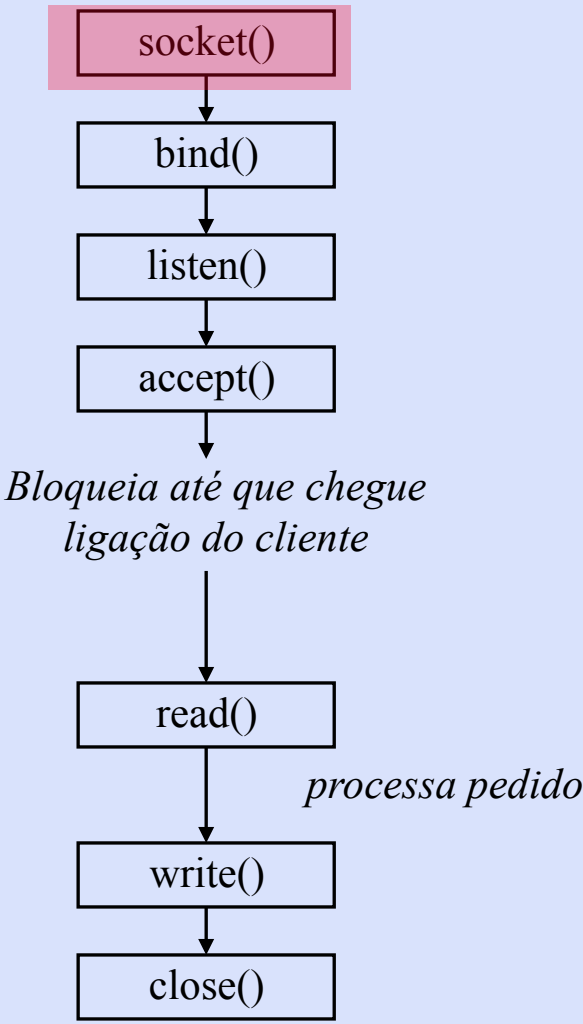 socket()
bind()
listen()
accept()
Bloqueia até que chegue
ligação do cliente
read()
processa pedido
write()
close()